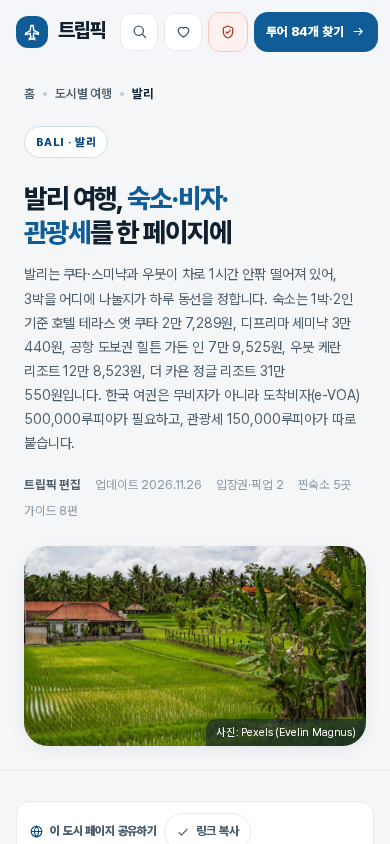 트립픽
투어 84개 찾기 →
홈 • 도시별 여행 • 발리
BALI · 발리
발리 여행, 숙소·비자·
관광세를 한 페이지에
발리는 쿠타·스미냑과 우붓이 차로 1시간 안팎 떨어져 있어,
3박을 어디에 나눌지가 하루 동선을 정합니다. 숙소는 1박·2인
기준 호텔 테라스 앳 쿠타 2만 7,289원, 디프리마 세미냑 3만
440원, 공항 도보권 힐튼 가든 인 7만 9,525원, 우붓 케란
리조트 12만 8,523원, 더 카욘 정글 리조트 31만
550원입니다. 한국 여권은 무비자가 아니라 도착비자(e-VOA)
500,000루피아가 필요하고, 관광세 150,000루피아가 따로
붙습니다.
트립픽 편집 업데이트 2026.11.26 입장권·픽업 2 찐숙소 5곳
가이드 8편
사진: Pexels (Evelin Magnus)
이 도시 페이지 공유하기 링크 복사